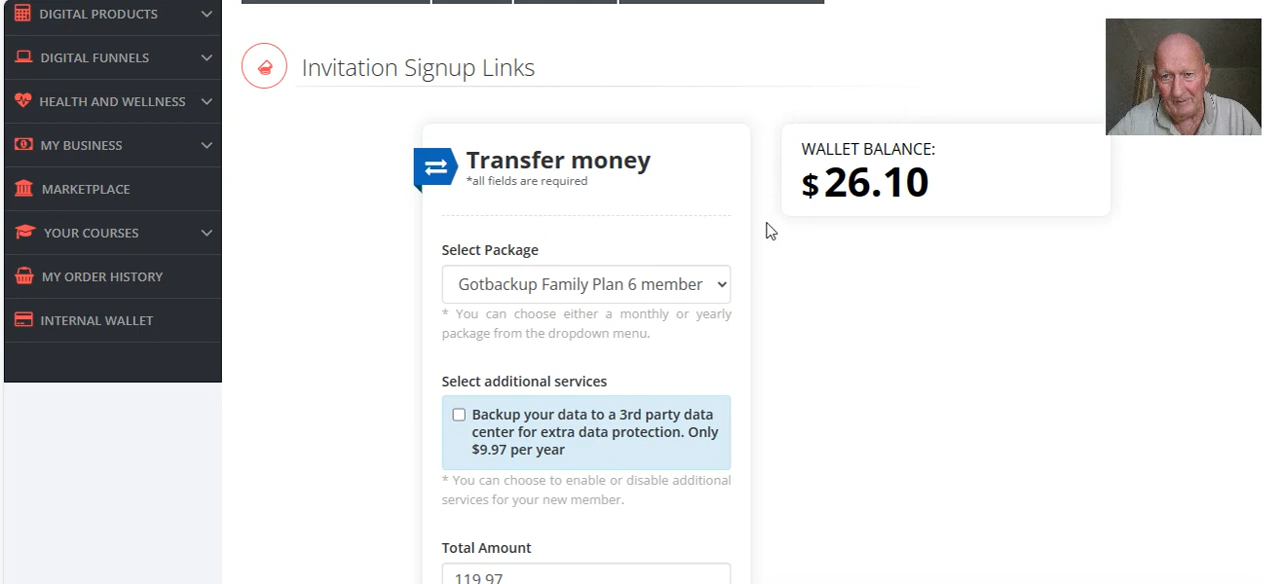 DIGITAL PRODUCTS
DIGITAL FUNNELS
HEALTH AND WELLNESS
MY BUSINESS
MARKETPLACE
YOUR COURSES
MY ORDER HISTORY
INTERNAL WALLET
Invitation Signup Links
Transfer money
*all fields are required
Select Package
Gotbackup Family Plan 6 member
* You can choose either a monthly or yearly
package from the dropdown menu.
Select additional services
Backup your data to a 3rd party data
center for extra data protection. Only
$9.97 per year
* You can choose to enable or disable additional
services for your new member.
Total Amount
119.97
WALLET BALANCE:
$26.10